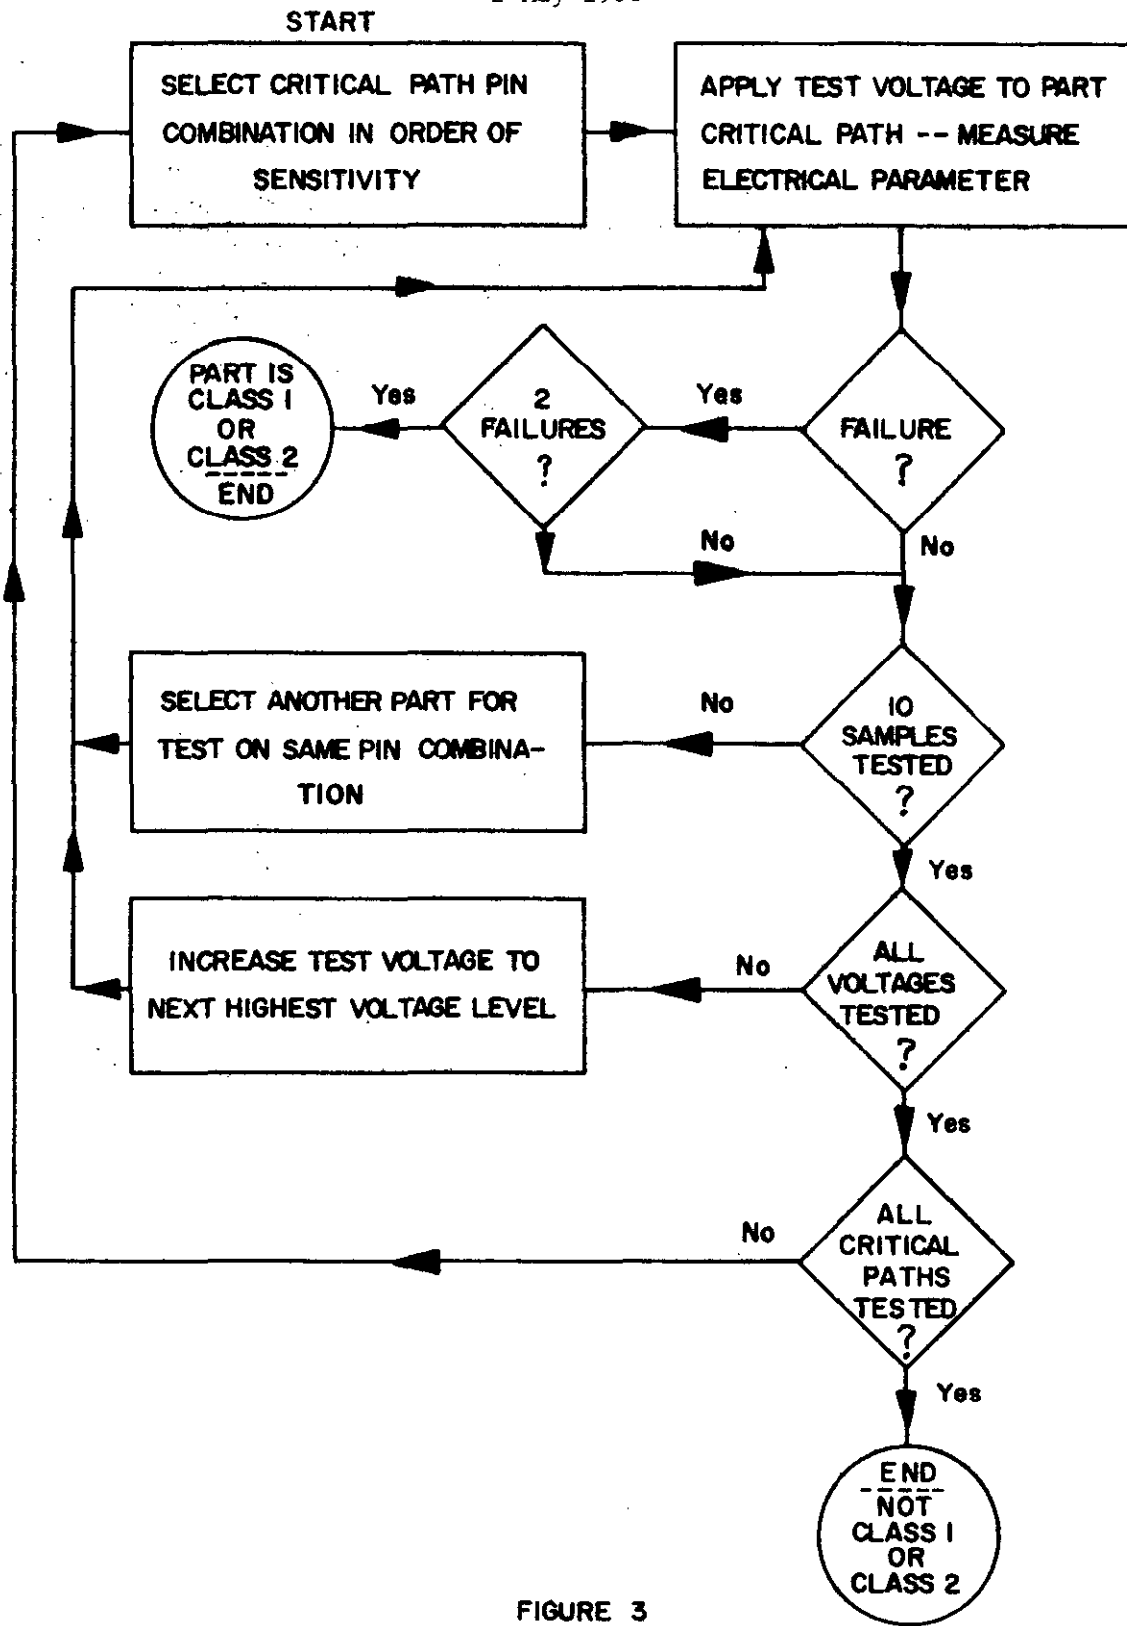 START
SELECT CRITICAL PATH PIN
COMBINATION IN ORDER OF
SENSITIVITY
APPLY TEST VOLTAGE TO PART
CRITICAL PATH -- MEASURE
ELECTRICAL PARAMETER
PART IS
CLASS 1
OR
CLASS 2
END
Yes
2
FAILURES
?
Yes
FAILURE
?
No
No
SELECT ANOTHER PART FOR
TEST ON SAME PIN COMBINA-
TION
No
10
SAMPLES
TESTED
?
Yes
INCREASE TEST VOLTAGE TO
NEXT HIGHEST VOLTAGE LEVEL
No
ALL
VOLTAGES
TESTED
?
Yes
No
ALL
CRITICAL
PATHS
TESTED
?
Yes
END
NOT
CLASS 1
OR
CLASS 2
FIGURE 3